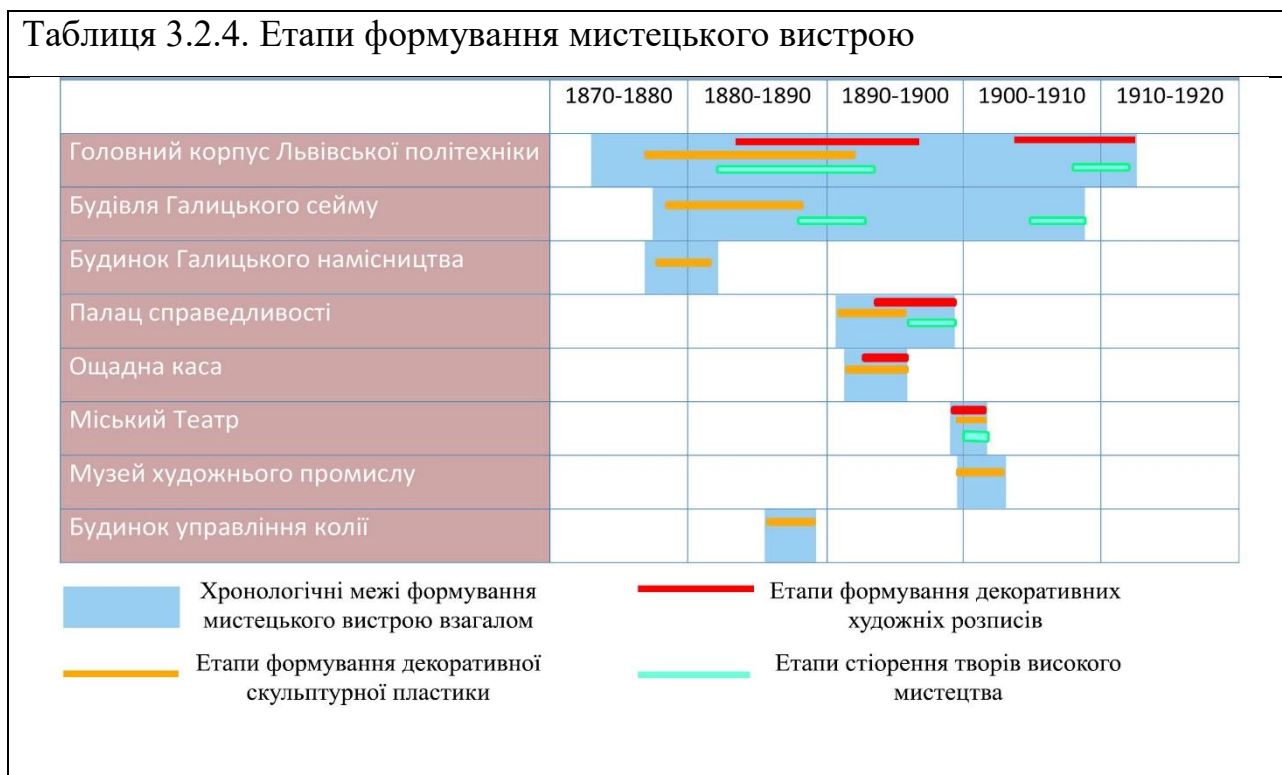 Таблиця 3.2.4. Етапи формування мистецького вистрою
1870-1880 1880-1890 1890-1900 1900-1910 1910-1920
Головний корпус Львівської політехніки
Будівля Галицького сейму
Будинок Галицького намісництва
Палац справедливості
Ощадна каса
Міський Театр
Музей художнього промислу
Будинок управління колії
Хронологічні межі формування
мистецького вистрою взагалом
Етапи формування декоративних
художніх розписів
Етапи формування декоративної
скульптурної пластики
Етапи стіорення творів високого
мистецтва